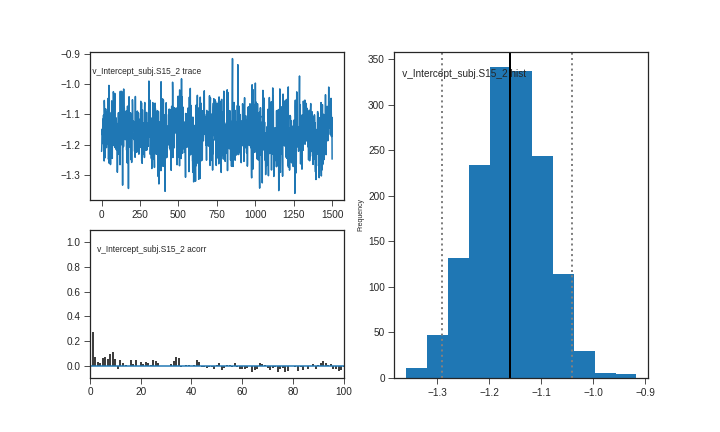 −0.9
−1.0
−1.1
−1.2
−1.3
v_Intercept_subj.S15_2 trace
0 250 500 750 1000 1250 1500
1.0
0.8
0.6
0.4
0.2
0.0
v_Intercept_subj.S15_2 acorr
0 20 40 60 80 100
350
300
250
200
150
100
50
0
Frequency
v_Intercept_subj.S15_2 hist
−1.3 −1.2 −1.1 −1.0 −0.9